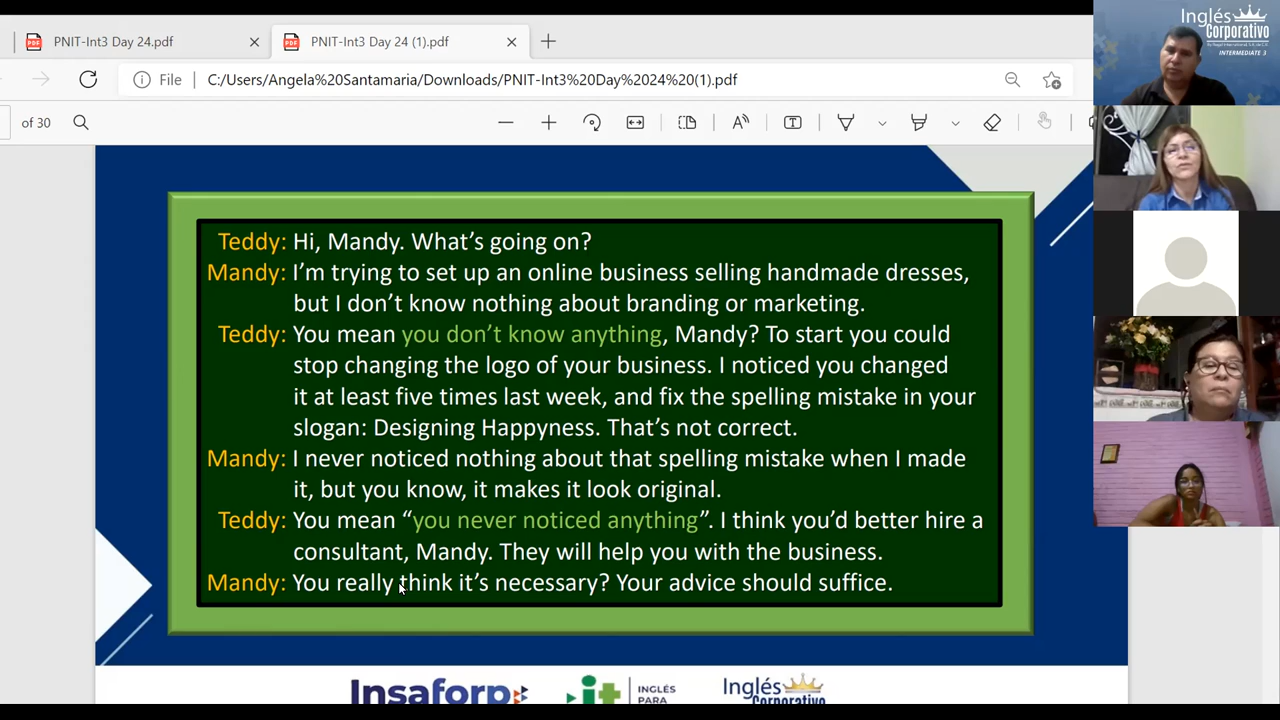 PNIT-Int3 Day 24.pdf
PNIT-Int3 Day 24 (1).pdf
File
C:/Users/Angela%20Santamaria/Downloads/PNIT-Int3%20Day%2024%20(1).pdf
of 30
Teddy: Hi, Mandy. What's going on?
Mandy: I'm trying to set up an online business selling handmade dresses,
but I don't know nothing about branding or marketing.
Teddy: You mean you don't know anything, Mandy? To start you could
stop changing the logo of your business. I noticed you changed
it at least five times last week, and fix the spelling mistake in your
slogan: Designing Happyness. That's not correct.
Mandy: I never noticed nothing about that spelling mistake when I made
it, but you know, it makes it look original.
Teddy: You mean “you never noticed anything”. I think you'd better hire a
consultant, Mandy. They will help you with the business.
Mandy: You really think it's necessary? Your advice should suffice.
Insaforp
it
INGLÉS
PARA
Inglés
Corporativo
Inglés
Corporativo
INTERMEDIATE 3